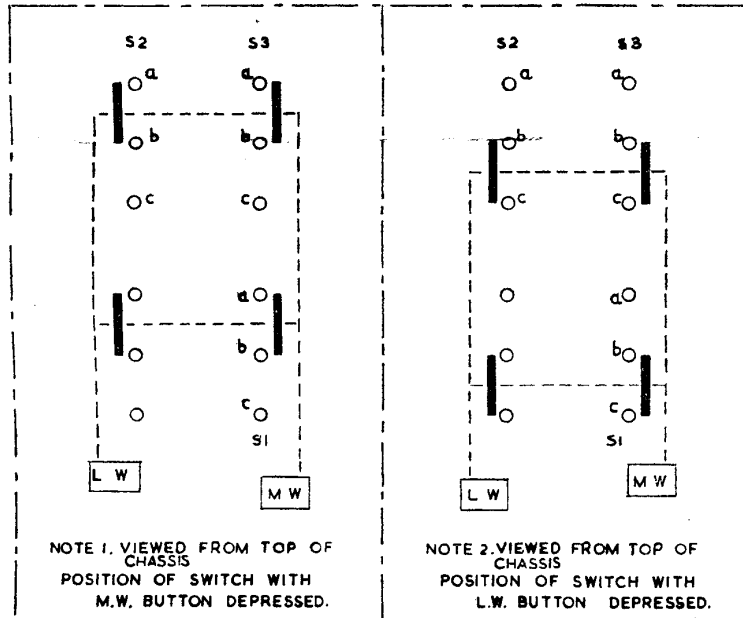 S2 S3
a a
b b
c c
a
b
c
S1
L W
M W
NOTE 1. VIEWED FROM TOP OF
CHASSIS
POSITION OF SWITCH WITH
M.W. BUTTON DEPRESSED.
S2 S3
a a
b b
c c
a
b
c
S1
L W
M W
NOTE 2. VIEWED FROM TOP OF
CHASSIS
POSITION OF SWITCH WITH
L.W. BUTTON DEPRESSED.